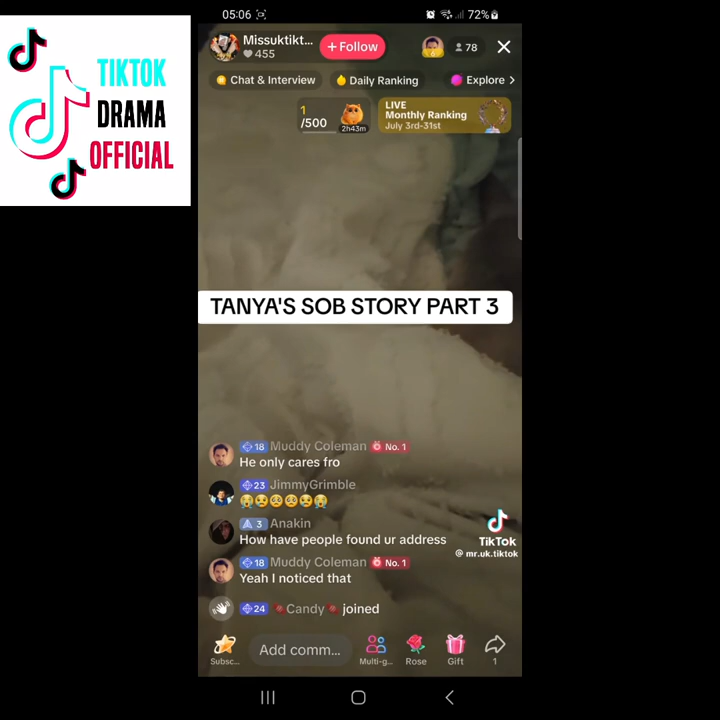 05:06
72%
TIKTOK
DRAMA
OFFICIAL
Missuktikt...
455
+ Follow
78
Chat & Interview
Daily Ranking
Explore >
1
/500
2h43m
LIVE
Monthly Ranking
July 3rd-31st
TANYA'S SOB STORY PART 3
18 Muddy Coleman No. 1
He only cares fro
23 JimmyGrimble
😭😢🥺🥺😢😭
3 Anakin
How have people found ur address
18 Muddy Coleman No. 1
Yeah I noticed that
24 🌹Candy🌹 joined
TikTok
@ mr.uk.tiktok
Subsc...
Add comm...
Multi-g...
Rose
Gift
1